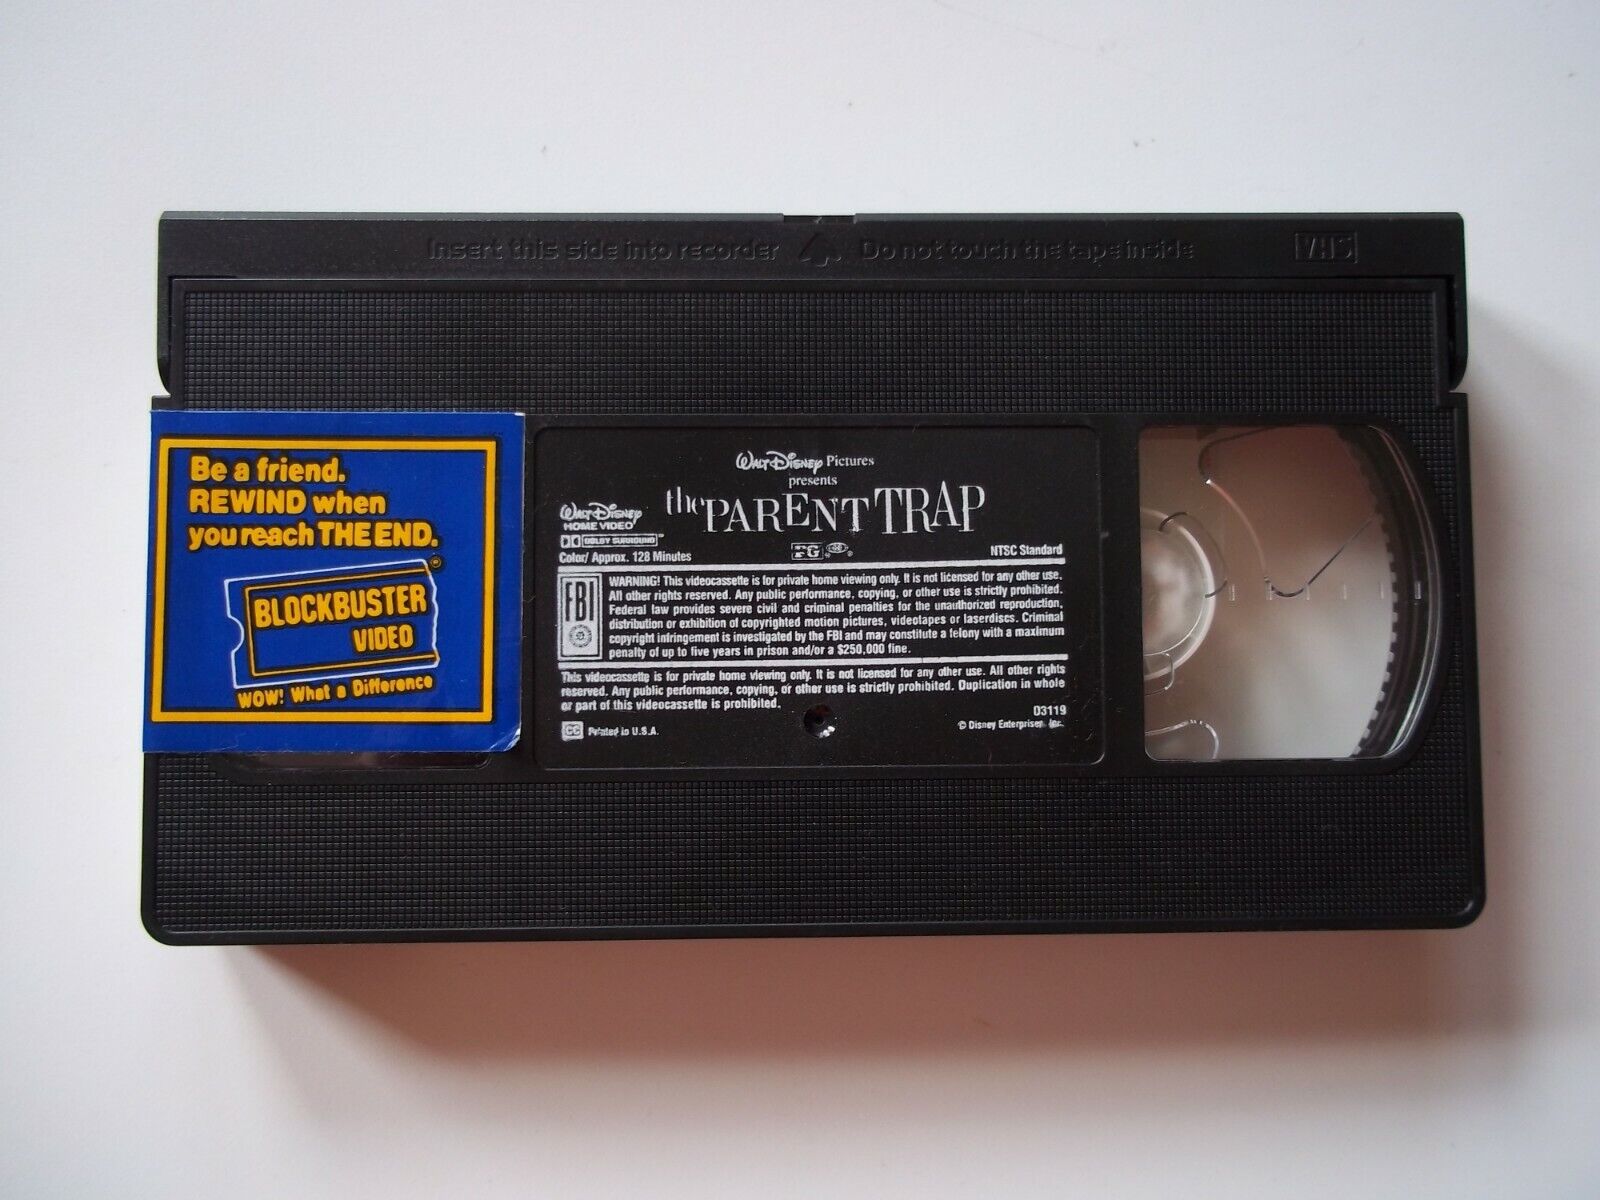 Insert this side into recorder Do not touch the tape inside VHS
Be a friend.
REWIND when
you reach THE END.
®
BLOCKBUSTER
VIDEO
WOW! What a Difference
WALT DISNEY Pictures
presents
the PARENT TRAP
WALT DISNEY
HOME VIDEO
DOLBY SURROUND
PG
Color/ Approx. 128 Minutes
NTSC Standard
FBI
WARNING! This videocassette is for private home viewing only. It is not licensed for any other use.
All other rights reserved. Any public performance, copying, or other use is strictly prohibited.
Federal law provides severe civil and criminal penalties for the unauthorized reproduction,
distribution or exhibition of copyrighted motion pictures, videotapes or laserdiscs. Criminal
copyright infringement is investigated by the FBI and may constitute a felony with a maximum
penalty of up to five years in prison and/or a $250,000 fine.
This videocassette is for private home viewing only. It is not licensed for any other use. All other rights
reserved. Any public performance, copying, or other use is strictly prohibited. Duplication in whole
or part of this videocassette is prohibited.
D3119
CC Printed in U.S.A.
© Disney Enterprises, Inc.